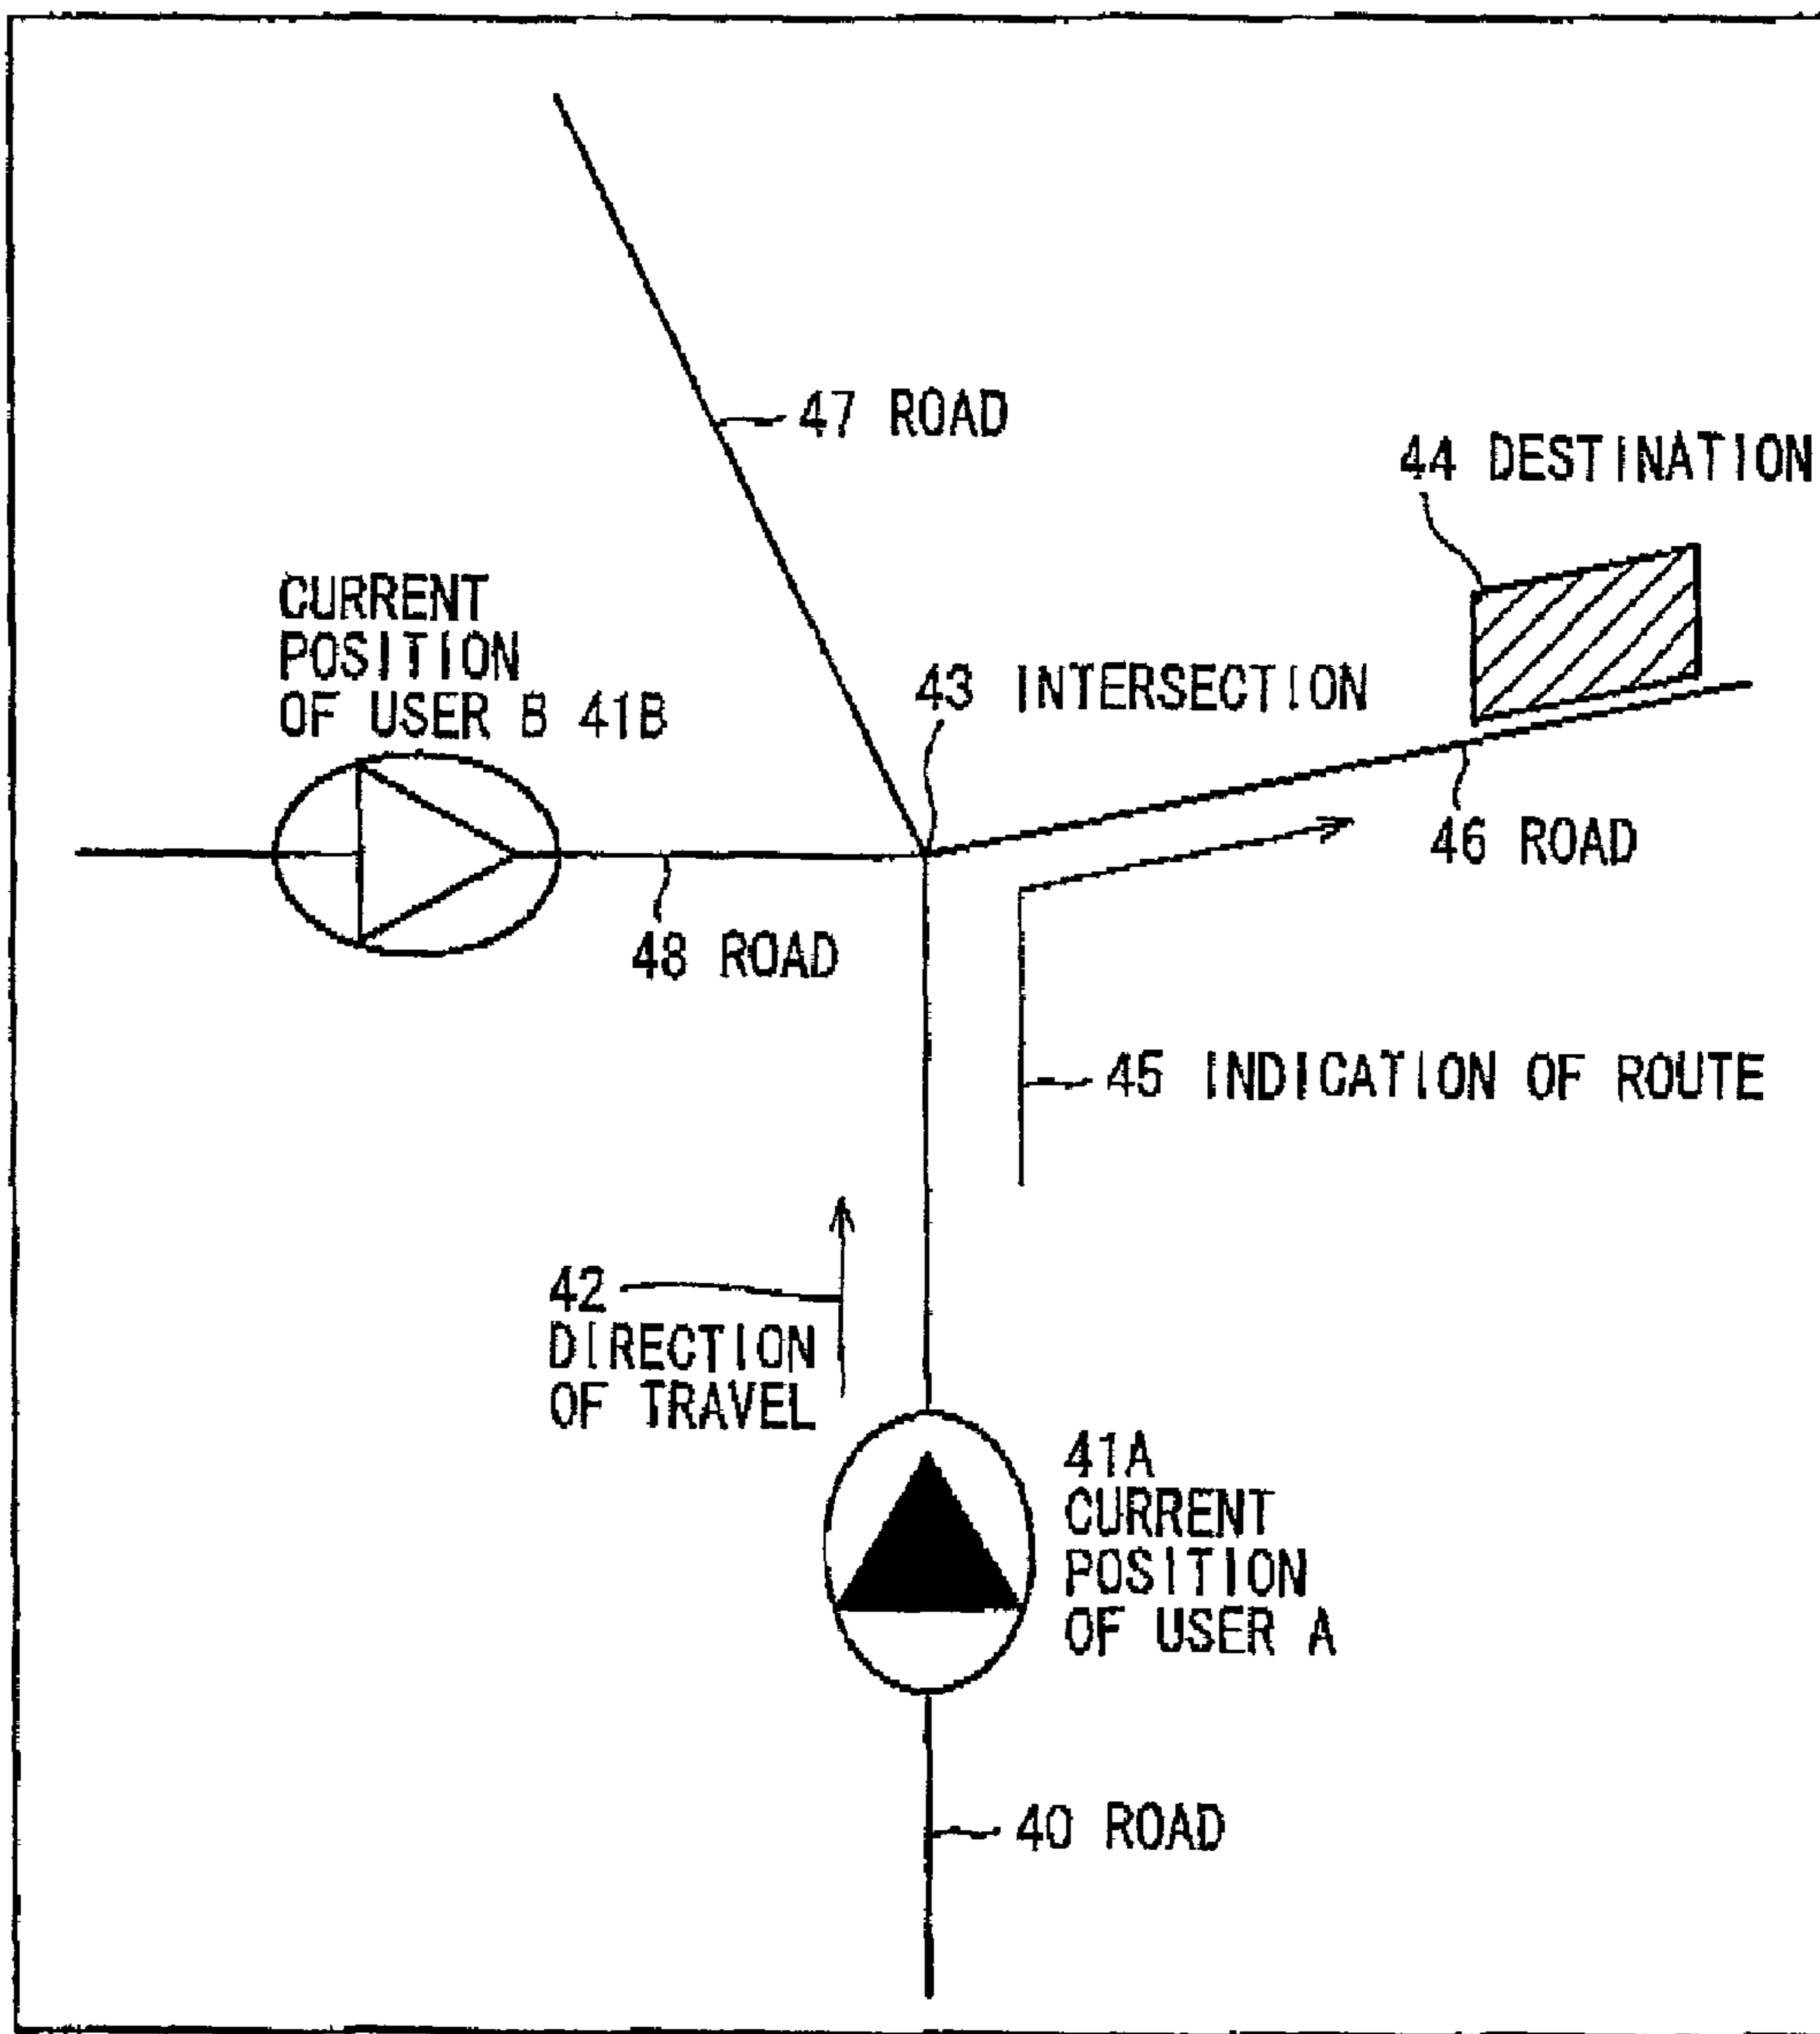 47 ROAD
44 DESTINATION
CURRENT
POSITION
OF USER B 41B
43 INTERSECTION
46 ROAD
48 ROAD
45 INDICATION OF ROUTE
42
DIRECTION
OF TRAVEL
41A
CURRENT
POSITION
OF USER A
40 ROAD